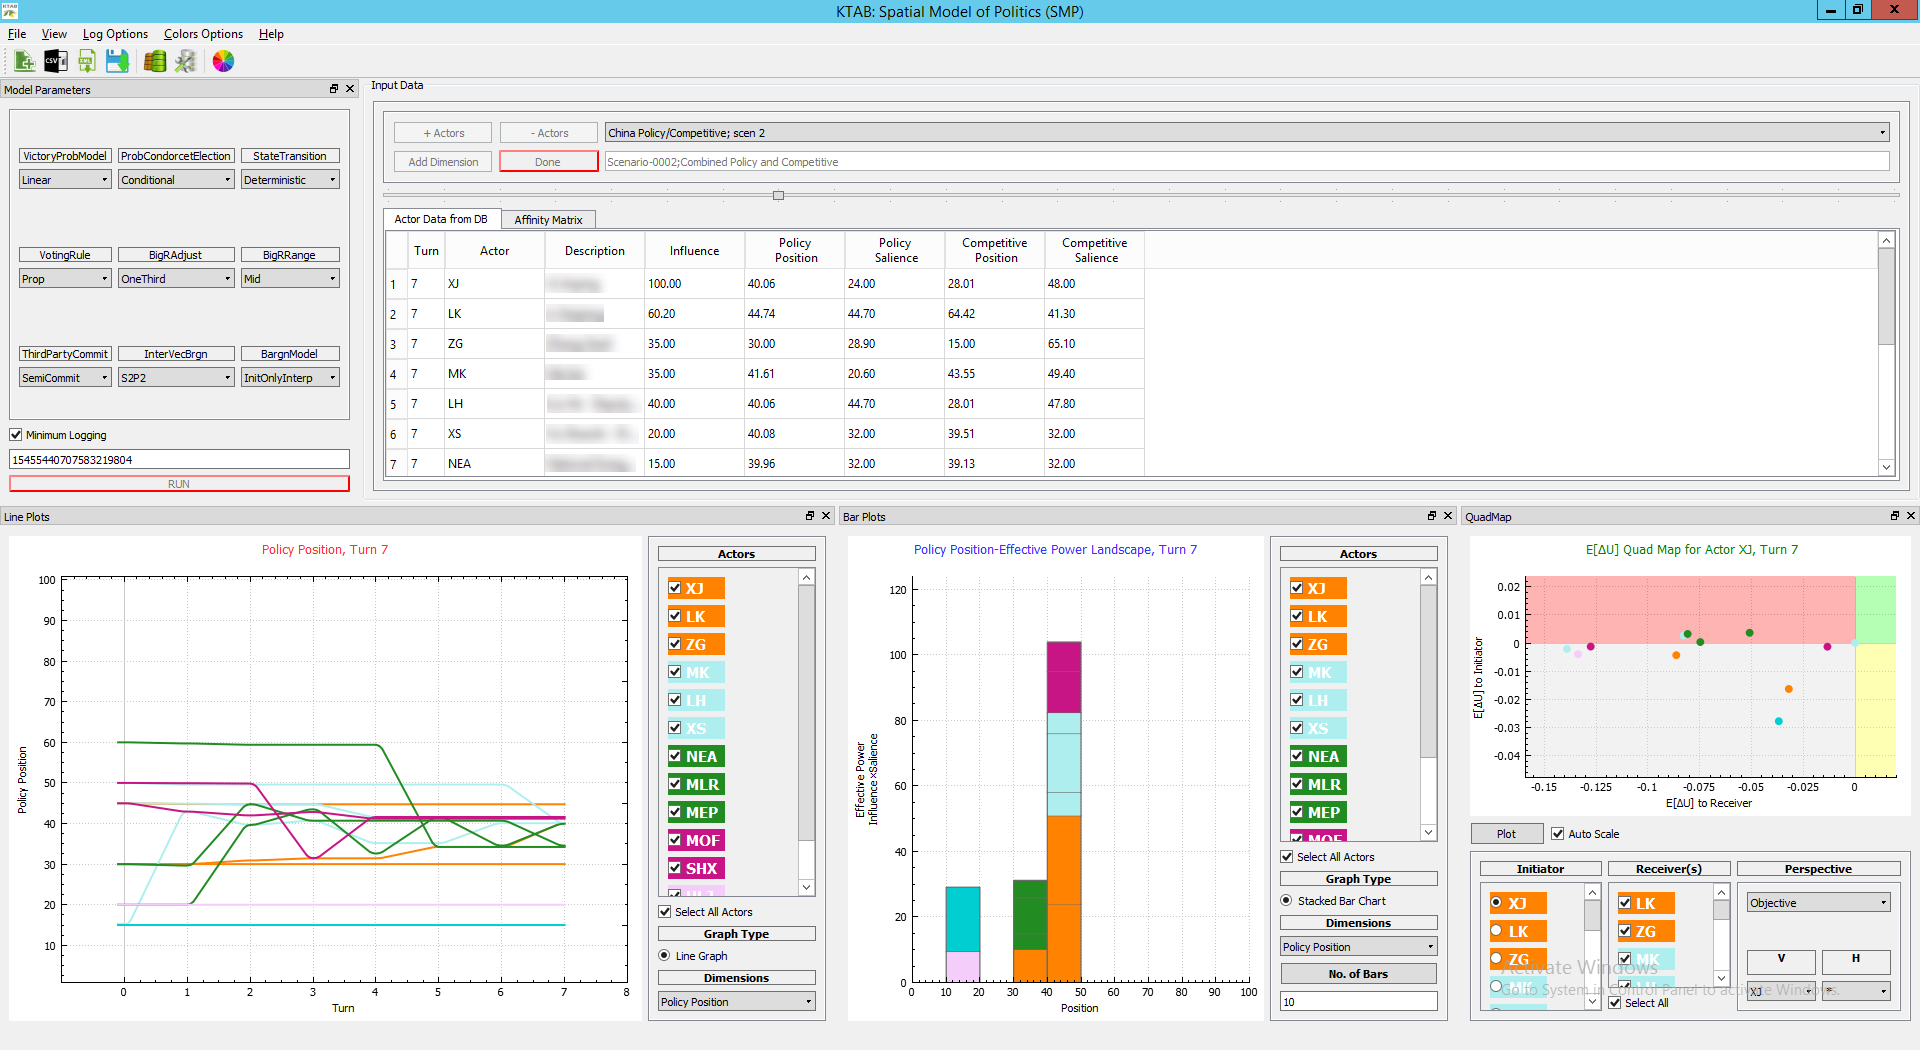 KTAB: Spatial Model of Politics (SMP)
File View Log Options Colors Options Help
CSV XML
Model Parameters
VictoryProbModel ProbCondorcetElection StateTransition
Linear Conditional Deterministic
VotingRule BigRAdjust BigRRange
Prop OneThird Mid
ThirdPartyCommit InterVecBrgn BargnModel
SemiCommit S2P2 InitOnlyInterp
Minimum Logging
15455440707583219804
RUN
Input Data
+ Actors - Actors China Policy/Competitive; scen 2
Add Dimension Done Scenario-0002;Combined Policy and Competitive
Actor Data from DB Affinity Matrix
Turn Actor Description Influence Policy Position Policy Salience Competitive Position Competitive Salience
1 7 XJ 100.00 40.06 24.00 28.01 48.00
2 7 LK 60.20 44.74 44.70 64.42 41.30
3 7 ZG 35.00 30.00 28.90 15.00 65.10
4 7 MK 35.00 41.61 20.60 43.55 49.40
5 7 LH 40.00 40.06 44.70 28.01 47.80
6 7 XS 20.00 40.08 32.00 39.51 32.00
7 7 NEA 15.00 39.96 32.00 39.13 32.00
Line Plots
Policy Position, Turn 7
100
90
80
70
60
50
40
30
20
10
Policy Position
0 1 2 3 4 5 6 7 8
Turn
Actors
XJ
LK
ZG
MK
LH
XS
NEA
MLR
MEP
MOF
SHX
Select All Actors
Graph Type
Line Graph
Dimensions
Policy Position
Bar Plots
Policy Position-Effective Power Landscape, Turn 7
120
100
80
60
40
20
0
Effective Power
Influence×Salience
0 10 20 30 40 50 60 70 80 90 100
Position
Actors
XJ
LK
ZG
MK
LH
XS
NEA
MLR
MEP
MOF
Select All Actors
Graph Type
Stacked Bar Chart
Dimensions
Policy Position
No. of Bars
10
QuadMap
E[ΔU] Quad Map for Actor XJ, Turn 7
0.02
0.01
0
-0.01
-0.02
-0.03
-0.04
E[ΔU] to Initiator
-0.15 -0.125 -0.1 -0.075 -0.05 -0.025 0
E[ΔU] to Receiver
Plot Auto Scale
Initiator Receiver(s) Perspective
XJ LK Objective
LK ZG
ZG MK V H
MK LH XJ *
Select All
Activate Windows
Go to System in Control Panel to activate Windows.